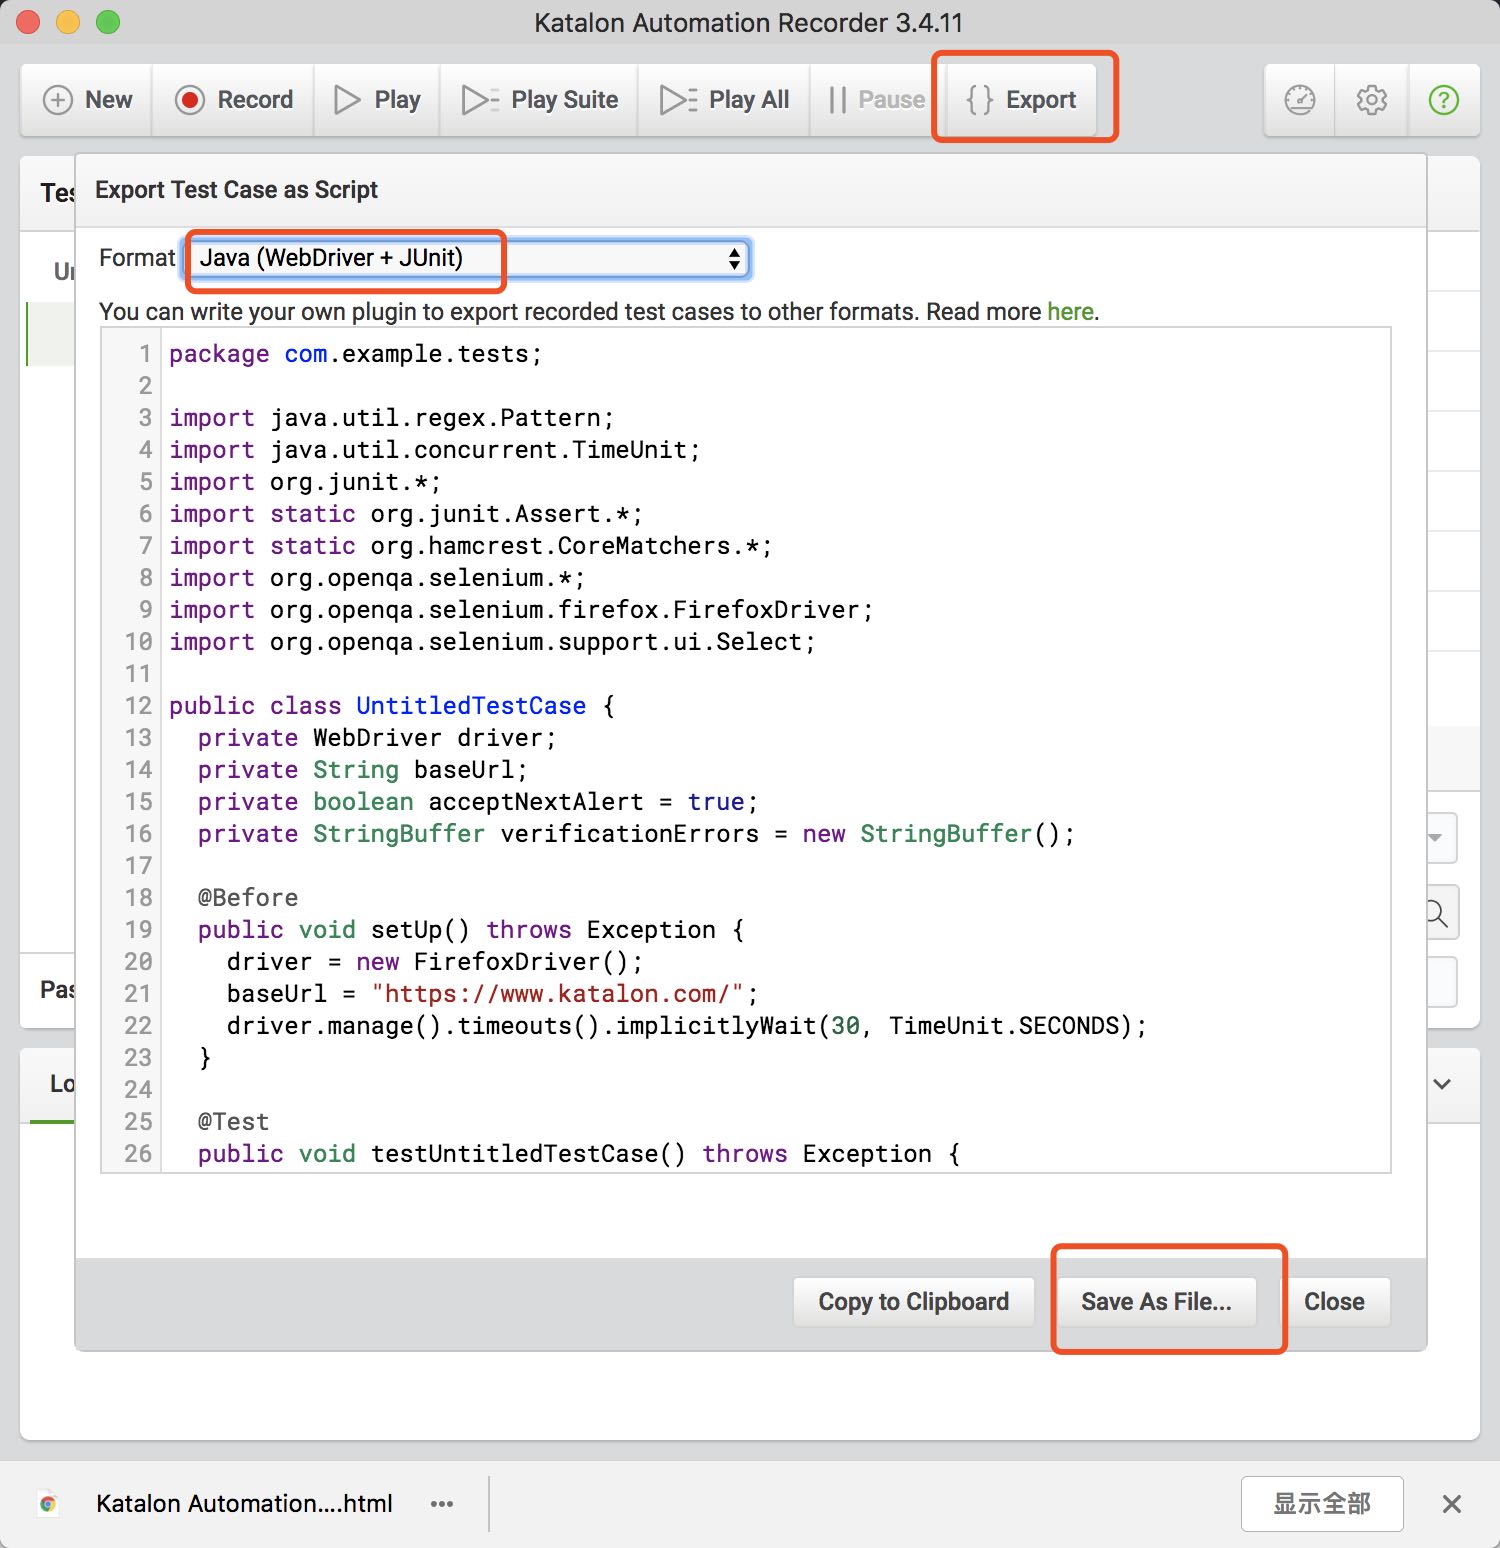 Katalon Automation Recorder 3.4.11
New Record Play Play Suite Play All Pause Export
Export Test Case as Script
Format Java (WebDriver + JUnit)
You can write your own plugin to export recorded test cases to other formats. Read more here.
1 package com.example.tests;
2
3 import java.util.regex.Pattern;
4 import java.util.concurrent.TimeUnit;
5 import org.junit.*;
6 import static org.junit.Assert.*;
7 import static org.hamcrest.CoreMatchers.*;
8 import org.openqa.selenium.*;
9 import org.openqa.selenium.firefox.FirefoxDriver;
10 import org.openqa.selenium.support.ui.Select;
11
12 public class UntitledTestCase {
13 private WebDriver driver;
14 private String baseUrl;
15 private boolean acceptNextAlert = true;
16 private StringBuffer verificationErrors = new StringBuffer();
17
18 @Before
19 public void setUp() throws Exception {
20 driver = new FirefoxDriver();
21 baseUrl = "https://www.katalon.com/";
22 driver.manage().timeouts().implicitlyWait(30, TimeUnit.SECONDS);
23 }
24
25 @Test
26 public void testUntitledTestCase() throws Exception {
Copy to Clipboard Save As File... Close
Katalon Automation....html
显示全部